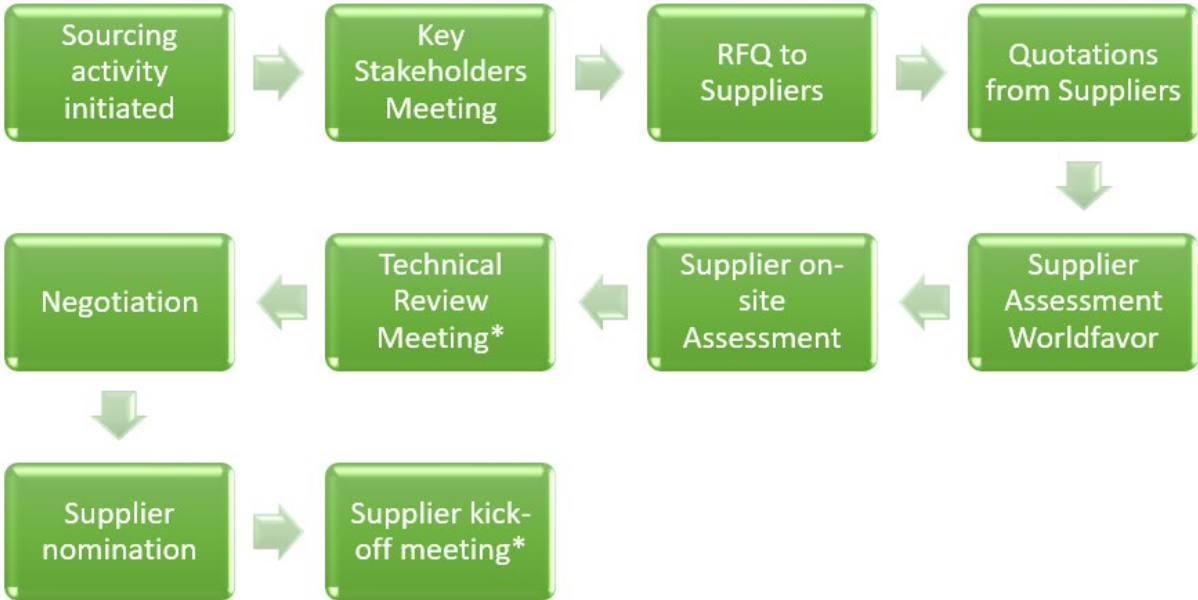 Sourcing
activity
initiated
Key
Stakeholders
Meeting
RFQ to
Suppliers
Quotations
from Suppliers
Supplier
Assessment
Worldfavor
Supplier on-
site
Assessment
Technical
Review
Meeting*
Negotiation
Supplier
nomination
Supplier kick-
off meeting*